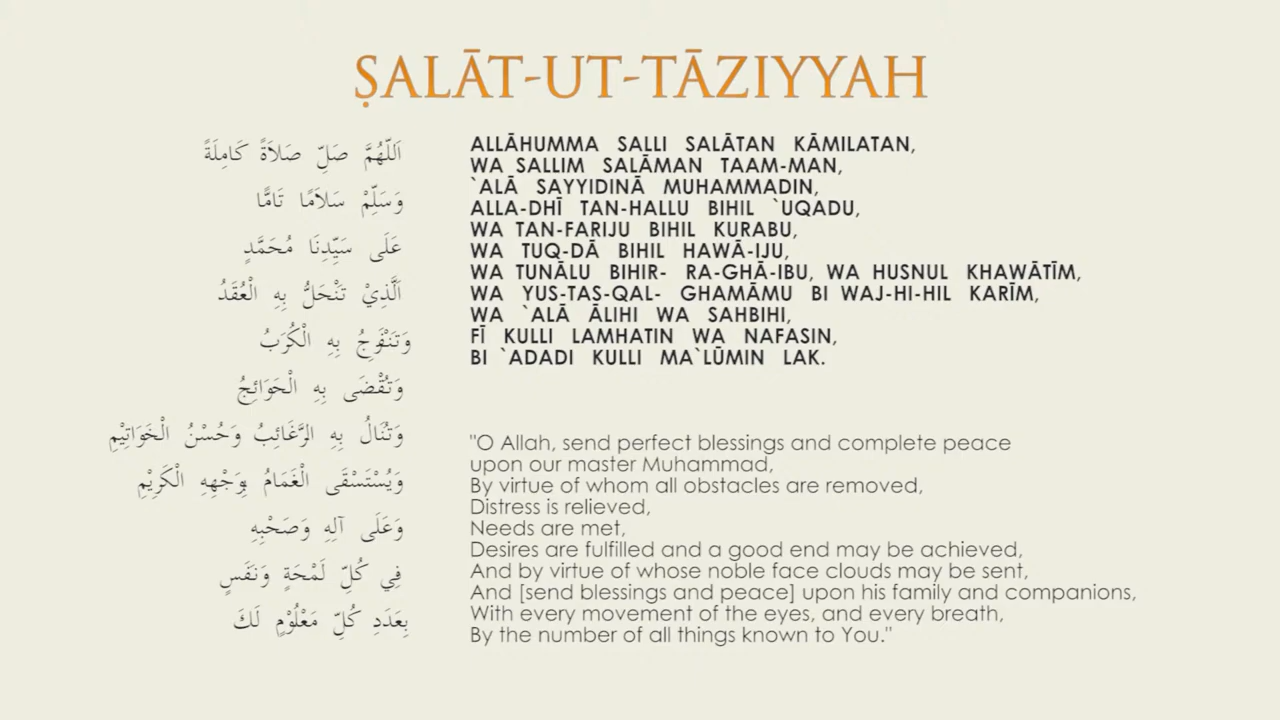 ṢALĀT-UT-TĀZIYYAH
اَللّٰهُمَّ صَلِّ صَلاَةً كَامِلَةً
وَسَلِّمْ سَلاَمًا تَامًّا
عَلَى سَيِّدِنَا مُحَمَّدٍ
اَلَّذِيْ تَنْحَلُّ بِهِ الْعُقَدُ
وَتَنْفَرِجُ بِهِ الْكُرَبُ
وَتُقْضَى بِهِ الْحَوَائِجُ
وَتُنَالُ بِهِ الرَّغَائِبُ وَحُسْنُ الْخَوَاتِيْمِ
وَيُسْتَسْقَى الْغَمَامُ بِوَجْهِهِ الْكَرِيْمِ
وَعَلَى آلِهِ وَصَحْبِهِ
فِي كُلِّ لَمْحَةٍ وَنَفَسٍ
بِعَدَدِ كُلِّ مَعْلُوْمٍ لَكَ
ALLĀHUMMA SALLI SALĀTAN KĀMILATAN,
WA SALLIM SALĀMAN TAAM-MAN,
`ALĀ SAYYIDINĀ MUHAMMADIN,
ALLA-DHĪ TAN-HALLU BIHIL `UQADU,
WA TAN-FARIJU BIHIL KURABU,
WA TUQ-DĀ BIHIL HAWĀ-IJU,
WA TUNĀLU BIHIR- RA-GHĀ-IBU, WA HUSNUL KHAWĀTĪM,
WA YUS-TAS-QAL- GHAMĀMU BI WAJ-HI-HIL KARĪM,
WA `ALĀ ĀLIHI WA SAHBIHI,
FĪ KULLI LAMHATIN WA NAFASIN,
BI `ADADI KULLI MA`LŪMIN LAK.
"O Allah, send perfect blessings and complete peace
upon our master Muhammad,
By virtue of whom all obstacles are removed,
Distress is relieved,
Needs are met,
Desires are fulfilled and a good end may be achieved,
And by virtue of whose noble face clouds may be sent,
And [send blessings and peace] upon his family and companions,
With every movement of the eyes, and every breath,
By the number of all things known to You."